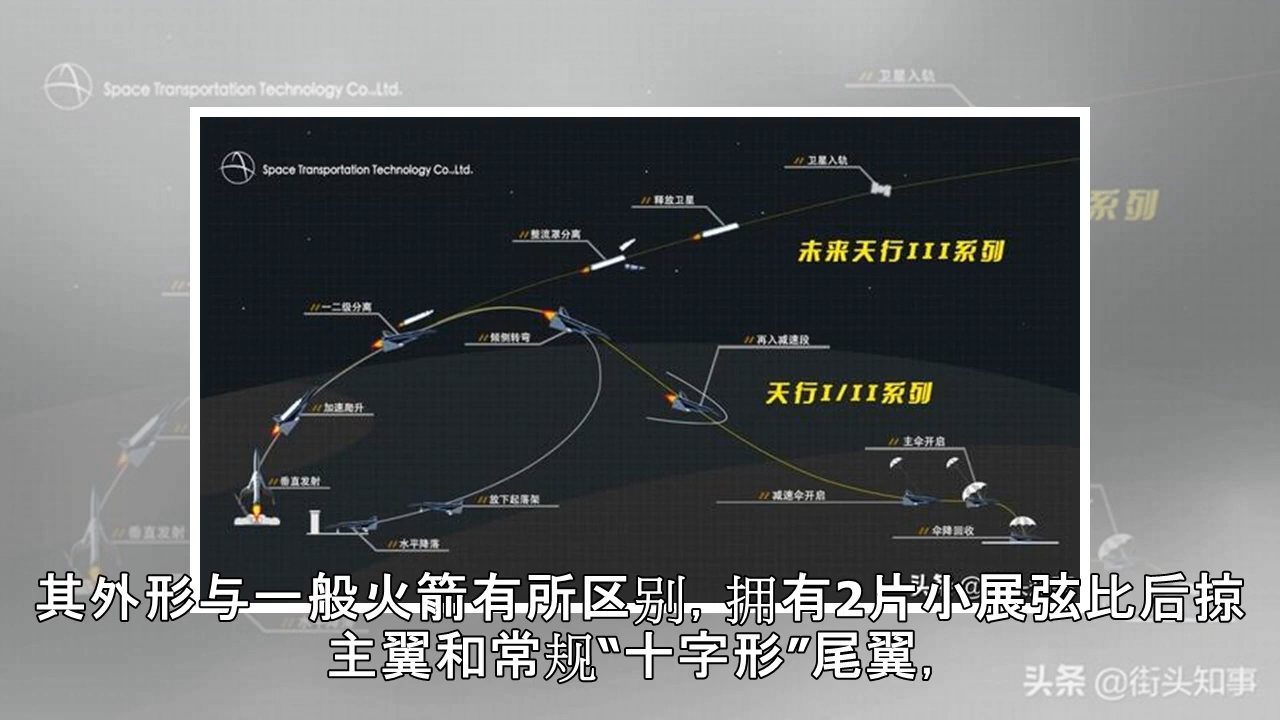 Space Transportation Technology Co.,Ltd.
卫星入轨
系列
垂直发射
Space Transportation Technology Co.,Ltd.
卫星入轨
释放卫星
整流罩分离
未来天行III系列
一二级分离
倾侧转弯
再入减速段
天行I/II系列
加速爬升
主伞开启
垂直发射
放下起落架
减速伞开启
伞降回收
水平降落
其外形与一般火箭有所区别，拥有2片小展弦比后掠
主翼和常规“十字形”尾翼，
头条 @街头知事